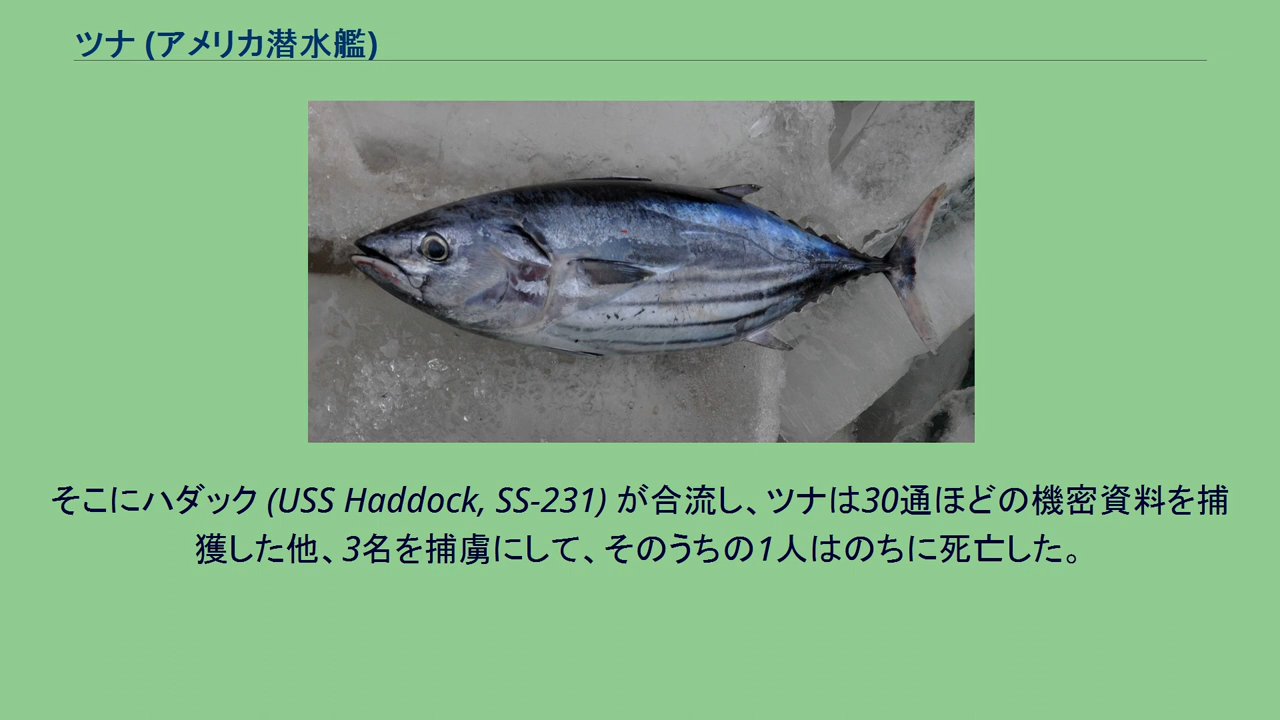 ツナ (アメリカ潜水艦)
そこにハダック (USS Haddock, SS-231) が合流し、ツナは30通ほどの機密資料を捕
獲した他、3名を捕虜にして、そのうちの1人はのちに死亡した。